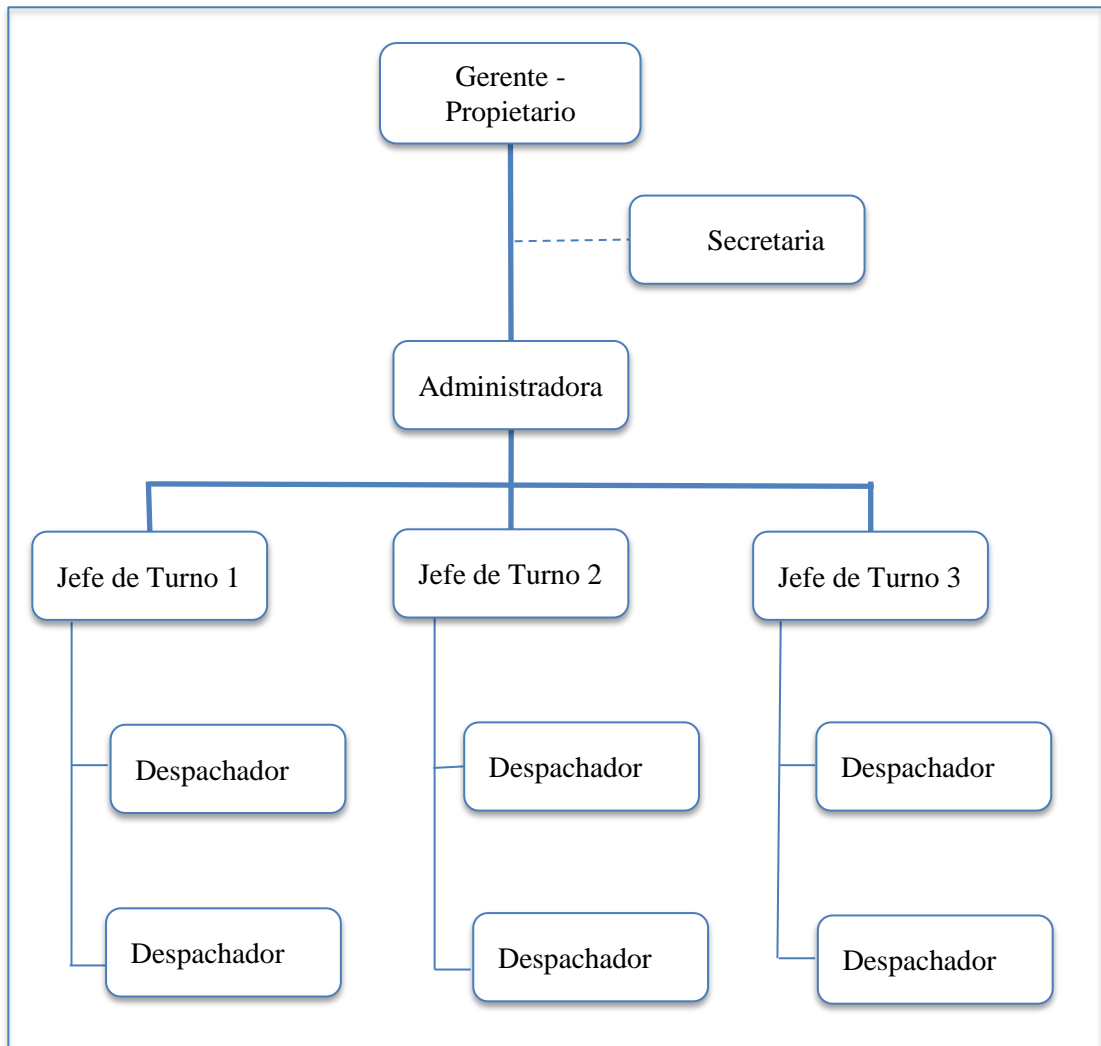 Gerente -
Propietario
Secretaria
Administradora
Jefe de Turno 1
Jefe de Turno 2
Jefe de Turno 3
Despachador
Despachador
Despachador
Despachador
Despachador
Despachador